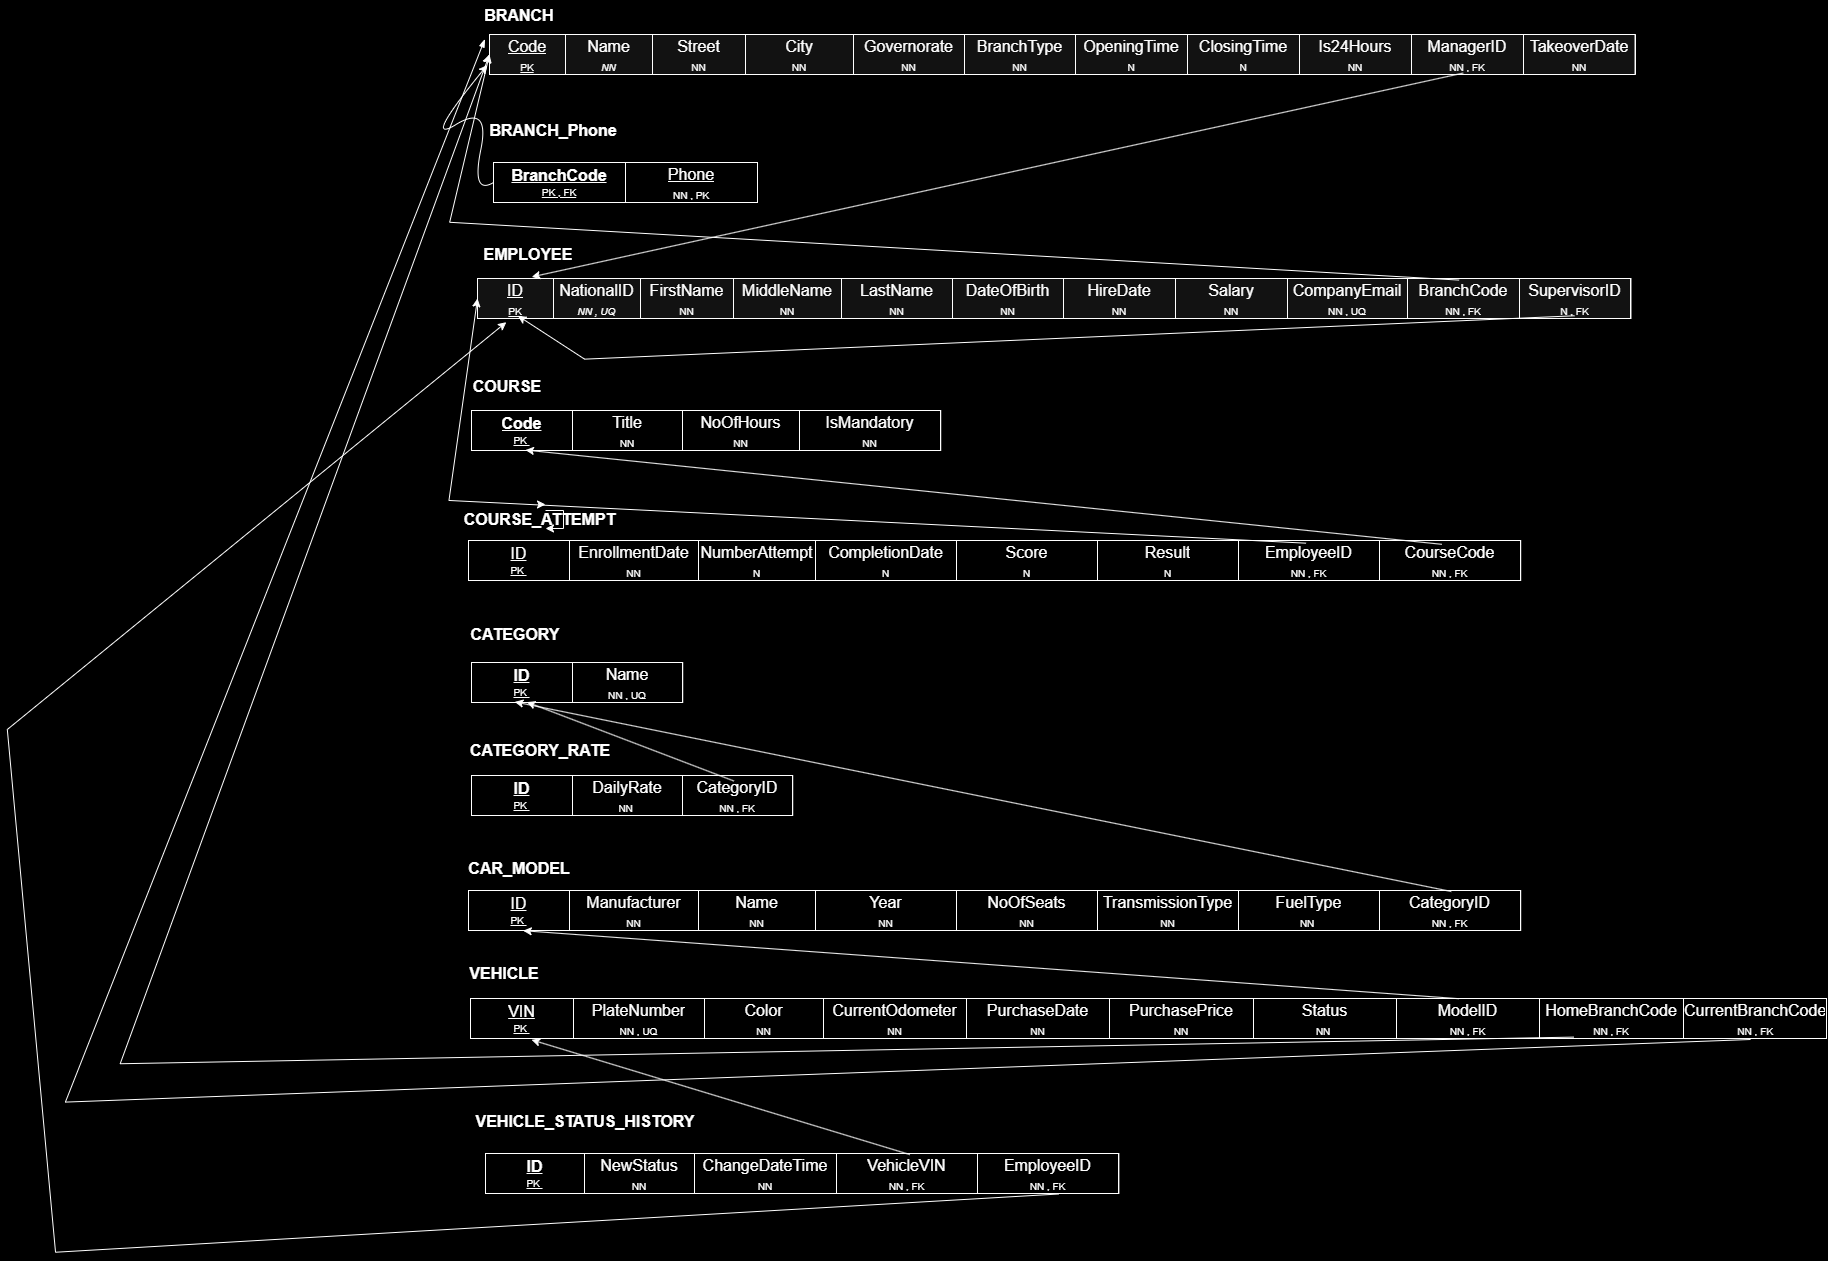 BRANCH
Code Name Street City Governorate BranchType OpeningTime ClosingTime Is24Hours ManagerID TakeoverDate
PK NN NN NN NN NN N N NN NN , FK NN
BRANCH_Phone
BranchCode Phone
PK , FK NN , PK
EMPLOYEE
ID NationalID FirstName MiddleName LastName DateOfBirth HireDate Salary CompanyEmail BranchCode SupervisorID
PK NN , UQ NN NN NN NN NN NN NN , UQ NN , FK N , FK
COURSE
Code Title NoOfHours IsMandatory
PK NN NN NN
COURSE_ATTEMPT
ID EnrollmentDate NumberAttempt CompletionDate Score Result EmployeeID CourseCode
PK NN N N N N NN , FK NN , FK
CATEGORY
ID Name
PK NN , UQ
CATEGORY_RATE
ID DailyRate CategoryID
PK NN NN , FK
CAR_MODEL
ID Manufacturer Name Year NoOfSeats TransmissionType FuelType CategoryID
PK NN NN NN NN NN NN NN , FK
VEHICLE
VIN PlateNumber Color CurrentOdometer PurchaseDate PurchasePrice Status ModelID HomeBranchCode CurrentBranchCode
PK NN , UQ NN NN NN NN NN NN , FK NN , FK NN , FK
VEHICLE_STATUS_HISTORY
ID NewStatus ChangeDateTime VehicleVIN EmployeeID
PK NN NN NN , FK NN , FK